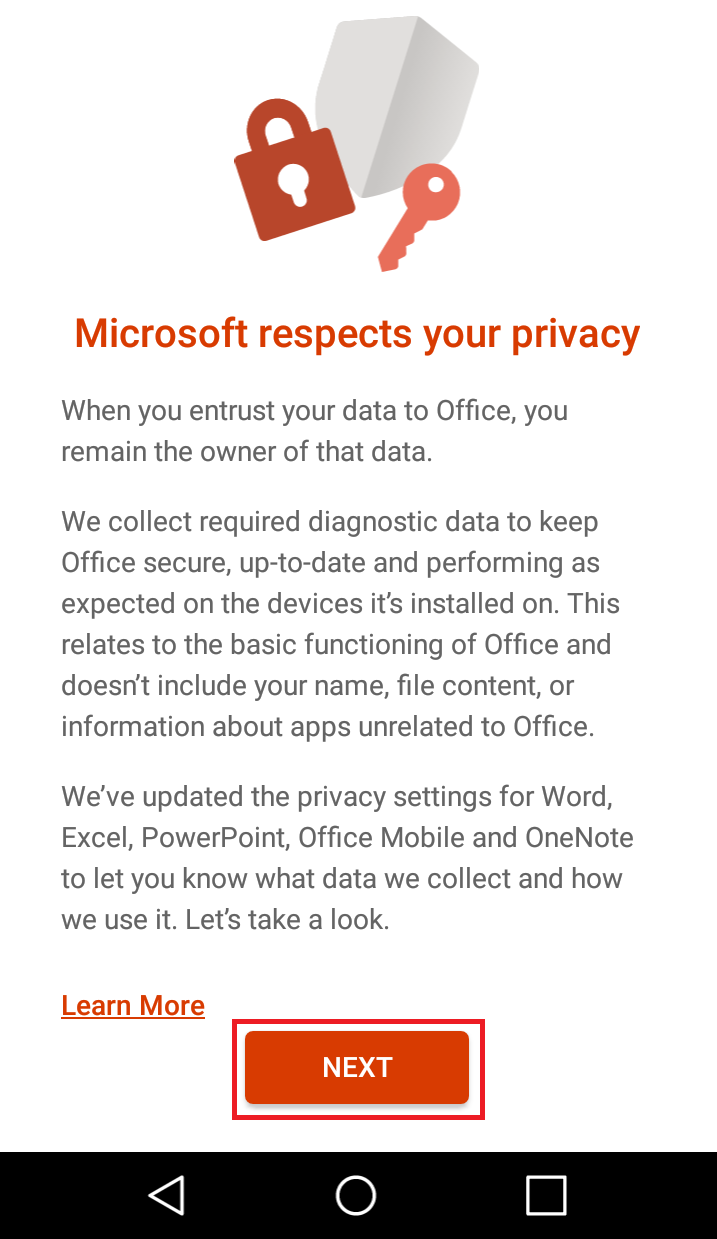 Microsoft respects your privacy
When you entrust your data to Office, you
remain the owner of that data.
We collect required diagnostic data to keep
Office secure, up-to-date and performing as
expected on the devices it’s installed on. This
relates to the basic functioning of Office and
doesn’t include your name, file content, or
information about apps unrelated to Office.
We’ve updated the privacy settings for Word,
Excel, PowerPoint, Office Mobile and OneNote
to let you know what data we collect and how
we use it. Let’s take a look.
Learn More
NEXT